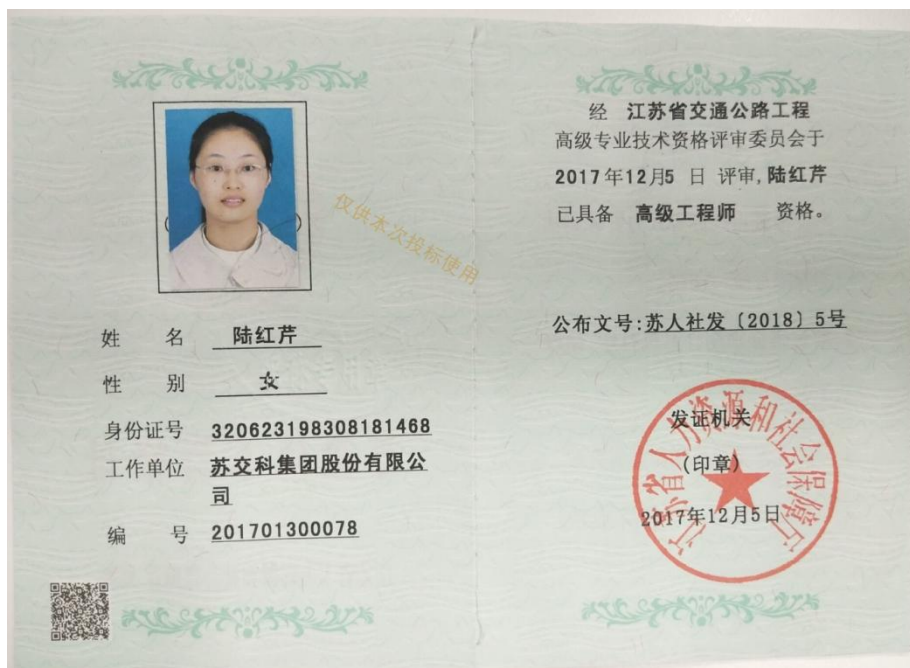 姓 名 陆红芹
性 别 女
身份证号 320623198308181468
工作单位 苏交科集团股份有限公
司
编 号 201701300078
仅供本次投标使用
经 江苏省交通公路工程
高级专业技术资格评审委员会于
2017年12月5 日 评审,陆红芹
已具备 高级工程师 资格。
公布文号:苏人社发〔2018〕5号
发证机关
(印章)
2017年12月5日
江苏省人力资源和社会保障厅